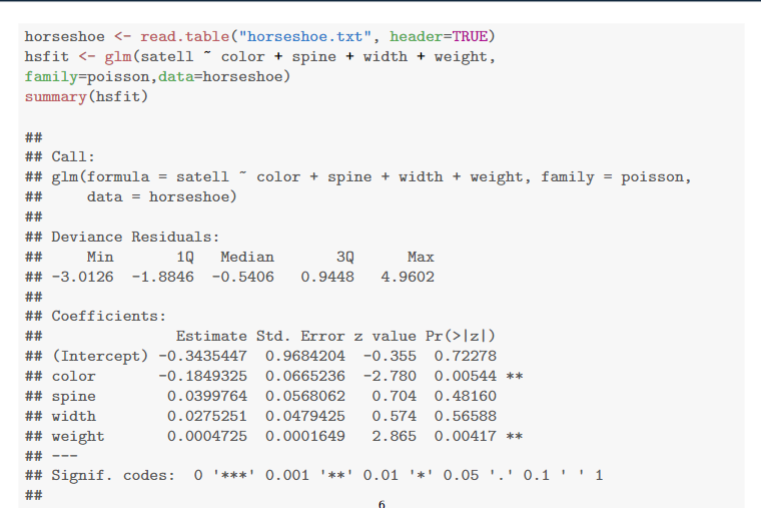 horseshoe <- read.table("horseshoe.txt", header=TRUE)
hsfit <- glm(satell ~ color + spine + width + weight,
family=poisson,data=horseshoe)
summary(hsfit)
##
## Call:
## glm(formula = satell ~ color + spine + width + weight, family = poisson,
##     data = horseshoe)
##
## Deviance Residuals:
##     Min       1Q   Median       3Q      Max
## -3.0126  -1.8846  -0.5406   0.9448   4.9602
##
## Coefficients:
##               Estimate Std. Error z value Pr(>|z|)
## (Intercept) -0.3435447  0.9684204  -0.355  0.72278
## color       -0.1849325  0.0665236  -2.780  0.00544 **
## spine        0.0399764  0.0568062   0.704  0.48160
## width        0.0275251  0.0479425   0.574  0.56588
## weight       0.0004725  0.0001649   2.865  0.00417 **
## ---
## Signif. codes:  0 '***' 0.001 '**' 0.01 '*' 0.05 '.' 0.1 ' ' 1
##
6